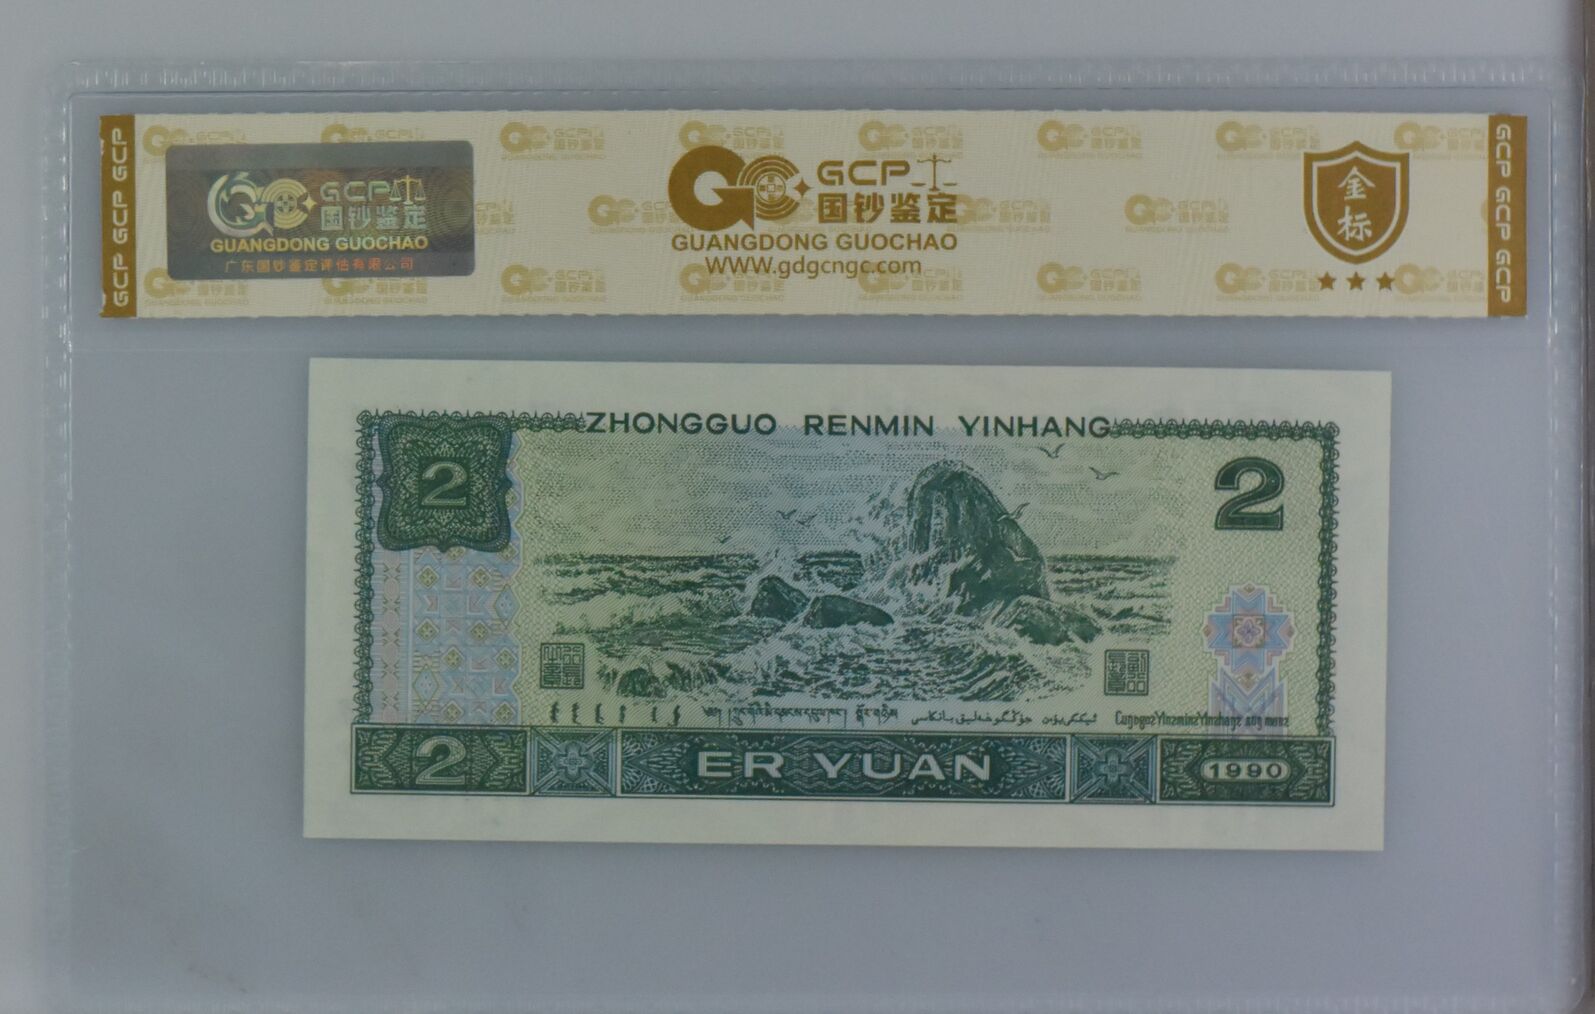 GCP GCP GCP
GCP
国钞鉴定
GUANGDONG GUOCHAO
广东国钞鉴定评估有限公司
GCP
国钞鉴定
GUANGDONG GUOCHAO
www.gdgcngc.com
金标
GCP GCP GCP
ZHONGGUO RENMIN YINHANG
2
2
2
ER YUAN
1990